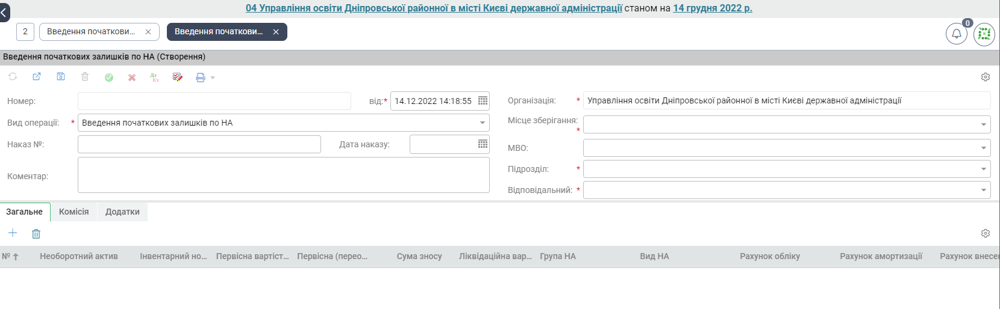 04 Управління освіти Дніпровської районної в місті Києві державної адміністрації станом на 14 грудня 2022 р.
2 Введення початкови... Введення початкови... 0
Введення початкових залишків по НА (Створення)
Дт Кт
Номер: від:* 14.12.2022 14:18:55
Вид операції: * Введення початкових залишків по НА
Наказ №: Дата наказу:
Коментар:
Організація: * Управління освіти Дніпровської районної в місті Києві державної адміністрації
Місце зберігання: *
МВО:
Підрозділ: *
Відповідальний: *
Загальне Комісія Додатки
№ Необоротний актив Інвентарний но... Первісна вартіст... Первісна (перео... Сума зносу Ліквідаційна вар... Група НА Вид НА Рахунок обліку Рахунок амортизації Рахунок внесе